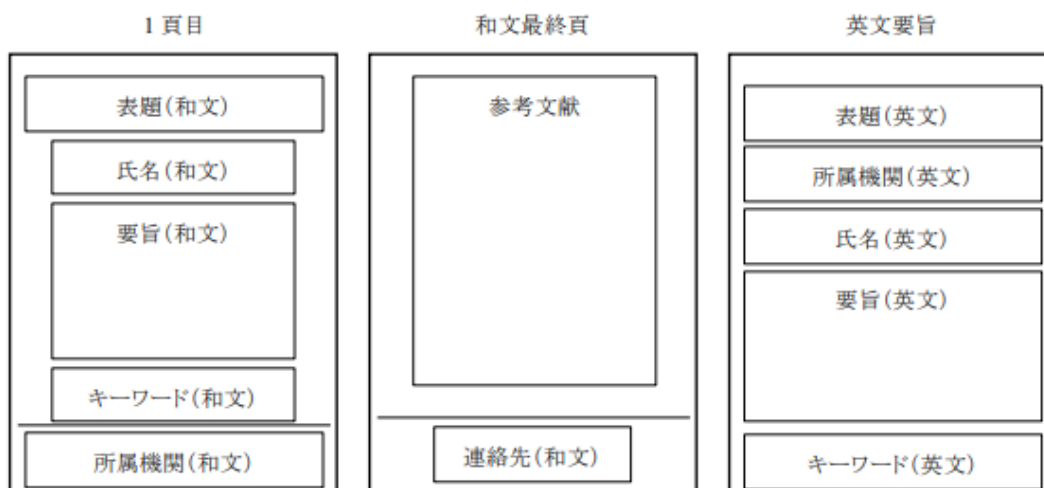 1 頁目
表題(和文)
氏名(和文)
要旨(和文)
キーワード(和文)
所属機関(和文)
和文最終頁
参考文献
連絡先(和文)
英文要旨
表題(英文)
所属機関(英文)
氏名(英文)
要旨(英文)
キーワード(英文)